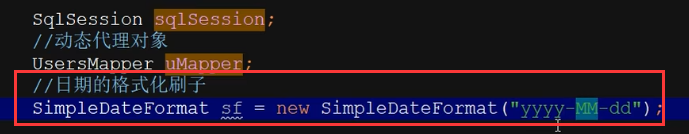 SqlSession sqlSession;
//动态代理对象
UsersMapper uMapper;
//日期的格式化刷子
SimpleDateFormat sf = new SimpleDateFormat("yyyy-MM-dd");